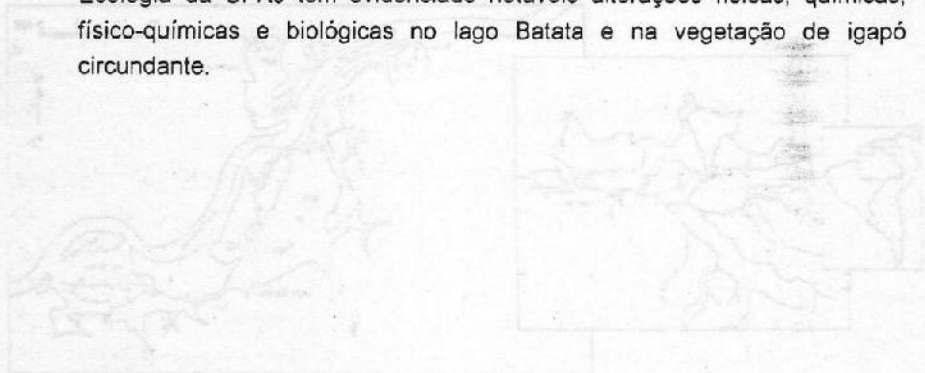 Ecologia da UFRJ tem evidenciado notáveis alterações físicas, químicas,
físico-químicas e biológicas no lago Batata e na vegetação de igapó
circundante.